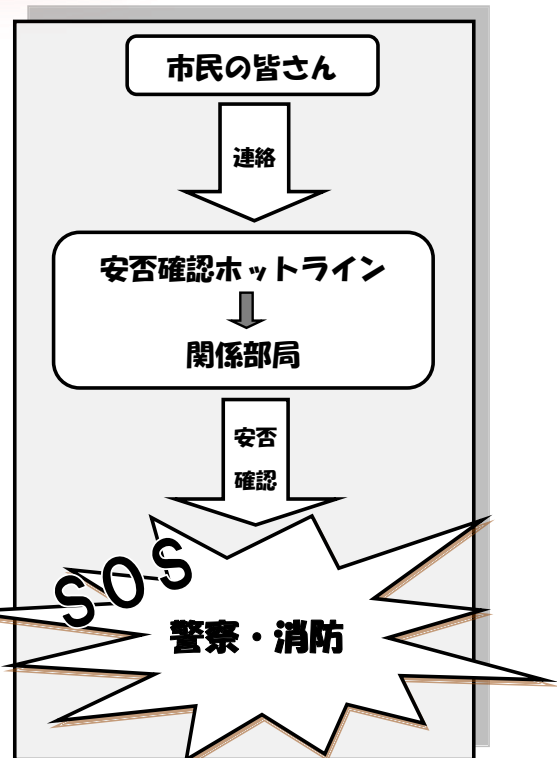 市民の皆さん
連絡
安否確認ホットライン
関係部局
安否
確認
SOS
警察・消防